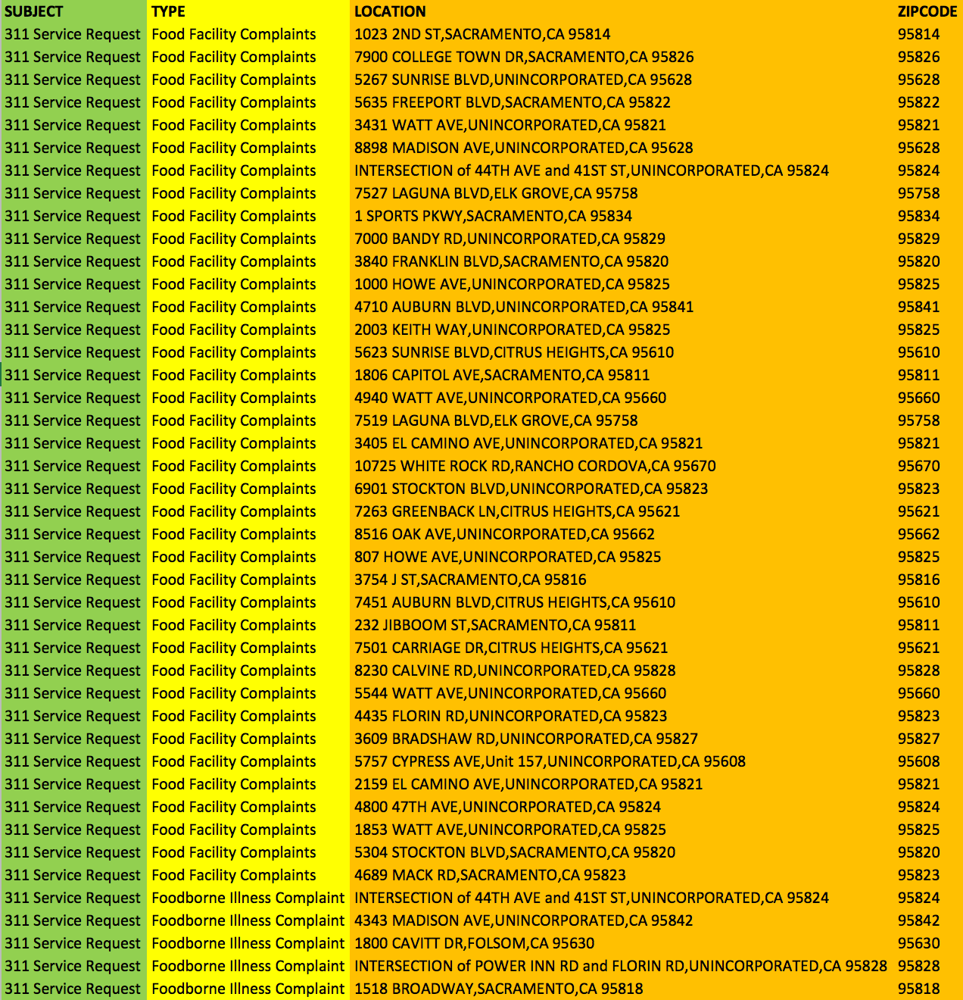 SUBJECT TYPE LOCATION ZIPCODE
311 Service Request Food Facility Complaints 1023 2ND ST,SACRAMENTO,CA 95814 95814
311 Service Request Food Facility Complaints 7900 COLLEGE TOWN DR,SACRAMENTO,CA 95826 95826
311 Service Request Food Facility Complaints 5267 SUNRISE BLVD,UNINCORPORATED,CA 95628 95628
311 Service Request Food Facility Complaints 5635 FREEPORT BLVD,SACRAMENTO,CA 95822 95822
311 Service Request Food Facility Complaints 3431 WATT AVE,UNINCORPORATED,CA 95821 95821
311 Service Request Food Facility Complaints 8898 MADISON AVE,UNINCORPORATED,CA 95628 95628
311 Service Request Food Facility Complaints INTERSECTION of 44TH AVE and 41ST ST,UNINCORPORATED,CA 95824 95824
311 Service Request Food Facility Complaints 7527 LAGUNA BLVD,ELK GROVE,CA 95758 95758
311 Service Request Food Facility Complaints 1 SPORTS PKWY,SACRAMENTO,CA 95834 95834
311 Service Request Food Facility Complaints 7000 BANDY RD,UNINCORPORATED,CA 95829 95829
311 Service Request Food Facility Complaints 3840 FRANKLIN BLVD,SACRAMENTO,CA 95820 95820
311 Service Request Food Facility Complaints 1000 HOWE AVE,UNINCORPORATED,CA 95825 95825
311 Service Request Food Facility Complaints 4710 AUBURN BLVD,UNINCORPORATED,CA 95841 95841
311 Service Request Food Facility Complaints 2003 KEITH WAY,UNINCORPORATED,CA 95825 95825
311 Service Request Food Facility Complaints 5623 SUNRISE BLVD,CITRUS HEIGHTS,CA 95610 95610
311 Service Request Food Facility Complaints 1806 CAPITOL AVE,SACRAMENTO,CA 95811 95811
311 Service Request Food Facility Complaints 4940 WATT AVE,UNINCORPORATED,CA 95660 95660
311 Service Request Food Facility Complaints 7519 LAGUNA BLVD,ELK GROVE,CA 95758 95758
311 Service Request Food Facility Complaints 3405 EL CAMINO AVE,UNINCORPORATED,CA 95821 95821
311 Service Request Food Facility Complaints 10725 WHITE ROCK RD,RANCHO CORDOVA,CA 95670 95670
311 Service Request Food Facility Complaints 6901 STOCKTON BLVD,UNINCORPORATED,CA 95823 95823
311 Service Request Food Facility Complaints 7263 GREENBACK LN,CITRUS HEIGHTS,CA 95621 95621
311 Service Request Food Facility Complaints 8516 OAK AVE,UNINCORPORATED,CA 95662 95662
311 Service Request Food Facility Complaints 807 HOWE AVE,UNINCORPORATED,CA 95825 95825
311 Service Request Food Facility Complaints 3754 J ST,SACRAMENTO,CA 95816 95816
311 Service Request Food Facility Complaints 7451 AUBURN BLVD,CITRUS HEIGHTS,CA 95610 95610
311 Service Request Food Facility Complaints 232 JIBBOOM ST,SACRAMENTO,CA 95811 95811
311 Service Request Food Facility Complaints 7501 CARRIAGE DR,CITRUS HEIGHTS,CA 95621 95621
311 Service Request Food Facility Complaints 8230 CALVINE RD,UNINCORPORATED,CA 95828 95828
311 Service Request Food Facility Complaints 5544 WATT AVE,UNINCORPORATED,CA 95660 95660
311 Service Request Food Facility Complaints 4435 FLORIN RD,UNINCORPORATED,CA 95823 95823
311 Service Request Food Facility Complaints 3609 BRADSHAW RD,UNINCORPORATED,CA 95827 95827
311 Service Request Food Facility Complaints 5757 CYPRESS AVE,Unit 157,UNINCORPORATED,CA 95608 95608
311 Service Request Food Facility Complaints 2159 EL CAMINO AVE,UNINCORPORATED,CA 95821 95821
311 Service Request Food Facility Complaints 4800 47TH AVE,UNINCORPORATED,CA 95824 95824
311 Service Request Food Facility Complaints 1853 WATT AVE,UNINCORPORATED,CA 95825 95825
311 Service Request Food Facility Complaints 5304 STOCKTON BLVD,SACRAMENTO,CA 95820 95820
311 Service Request Food Facility Complaints 4689 MACK RD,SACRAMENTO,CA 95823 95823
311 Service Request Foodborne Illness Complaint INTERSECTION of 44TH AVE and 41ST ST,UNINCORPORATED,CA 95824 95824
311 Service Request Foodborne Illness Complaint 4343 MADISON AVE,UNINCORPORATED,CA 95842 95842
311 Service Request Foodborne Illness Complaint 1800 CAVITT DR,FOLSOM,CA 95630 95630
311 Service Request Foodborne Illness Complaint INTERSECTION of POWER INN RD and FLORIN RD,UNINCORPORATED,CA 95828 95828
311 Service Request Foodborne Illness Complaint 1518 BROADWAY,SACRAMENTO,CA 95818 95818